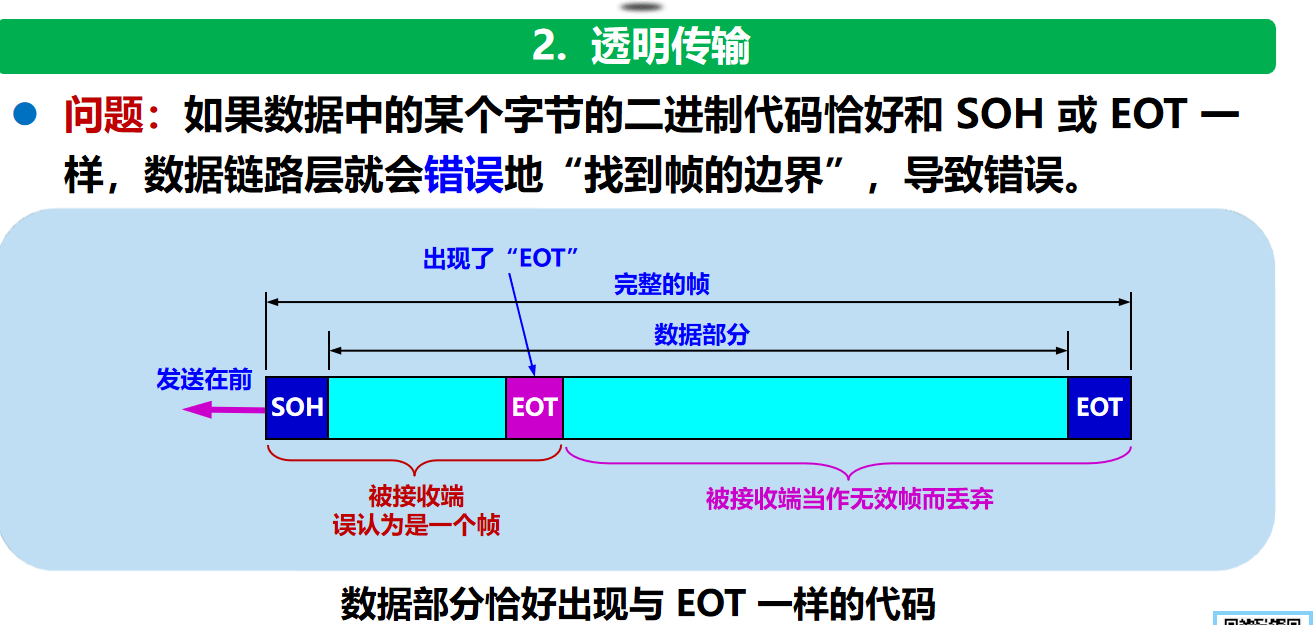 2. 透明传输
问题：如果数据中的某个字节的二进制代码恰好和 SOH 或 EOT 一
样，数据链路层就会错误地“找到帧的边界”，导致错误。
出现了“EOT”
完整的帧
数据部分
发送在前
SOH
EOT
EOT
被接收端
误认为是一个帧
被接收端当作无效帧而丢弃
数据部分恰好出现与 EOT 一样的代码